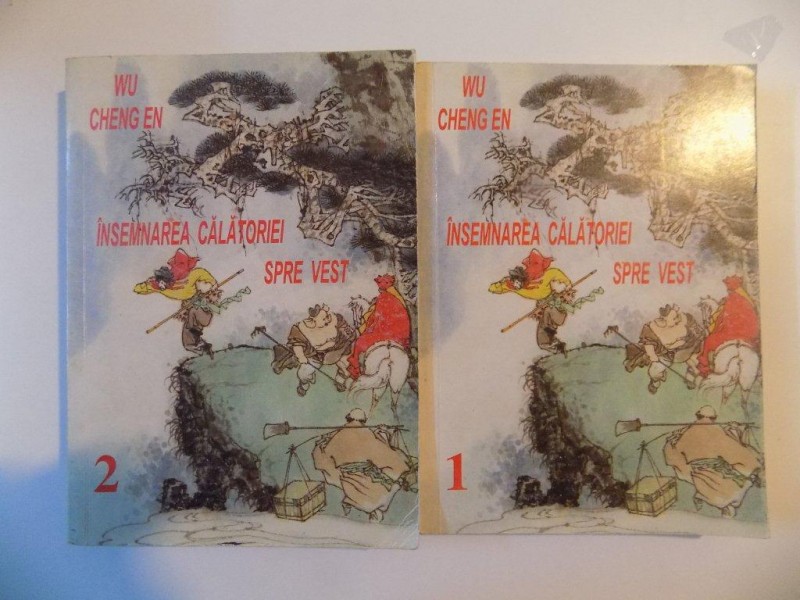 WU
CHENG EN
ÎNSEMNAREA CĂLĂTORIEI
SPRE VEST
2
WU
CHENG EN
ÎNSEMNAREA CĂLĂTORIEI
SPRE VEST
1